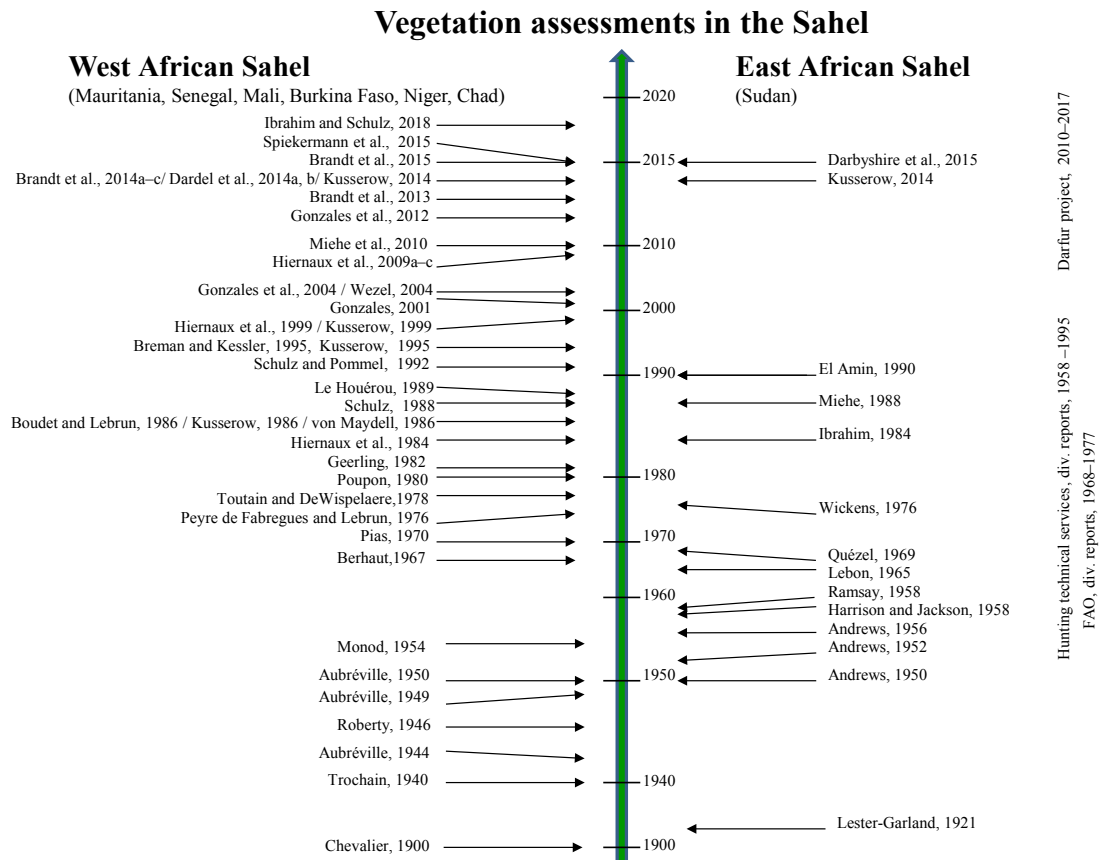 Vegetation assessments in the Sahel
West African Sahel
(Mauritania, Senegal, Mali, Burkina Faso, Niger, Chad)
Ibrahim and Schulz, 2018
Spiekermann et al., 2015
Brandt et al., 2015
Brandt et al., 2014a–c/ Dardel et al., 2014a, b/ Kusserow, 2014
Brandt et al., 2013
Gonzales et al., 2012
Miehe et al., 2010
Hiernaux et al., 2009a–c
Gonzales et al., 2004 / Wezel, 2004
Gonzales, 2001
Hiernaux et al., 1999 / Kusserow, 1999
Breman and Kessler, 1995, Kusserow, 1995
Schulz and Pommel, 1992
Le Houérou, 1989
Schulz, 1988
Boudet and Lebrun, 1986 / Kusserow, 1986 / von Maydell, 1986
Hiernaux et al., 1984
Geerling, 1982
Poupon, 1980
Toutain and DeWispelaere,1978
Peyre de Fabregues and Lebrun, 1976
Pias, 1970
Berhaut,1967
Monod, 1954
Aubréville, 1950
Aubréville, 1949
Roberty, 1946
Aubréville, 1944
Trochain, 1940
Chevalier, 1900
2020
2015
2010
2000
1990
1980
1970
1960
1950
1940
1900
East African Sahel
(Sudan)
Darbyshire et al., 2015
Kusserow, 2014
El Amin, 1990
Miehe, 1988
Ibrahim, 1984
Wickens, 1976
Quézel, 1969
Lebon, 1965
Ramsay, 1958
Harrison and Jackson, 1958
Andrews, 1956
Andrews, 1952
Andrews, 1950
Lester-Garland, 1921
Darfur project, 2010–2017
Hunting technical services, div. reports, 1958 –1995
FAO, div. reports, 1968–1977